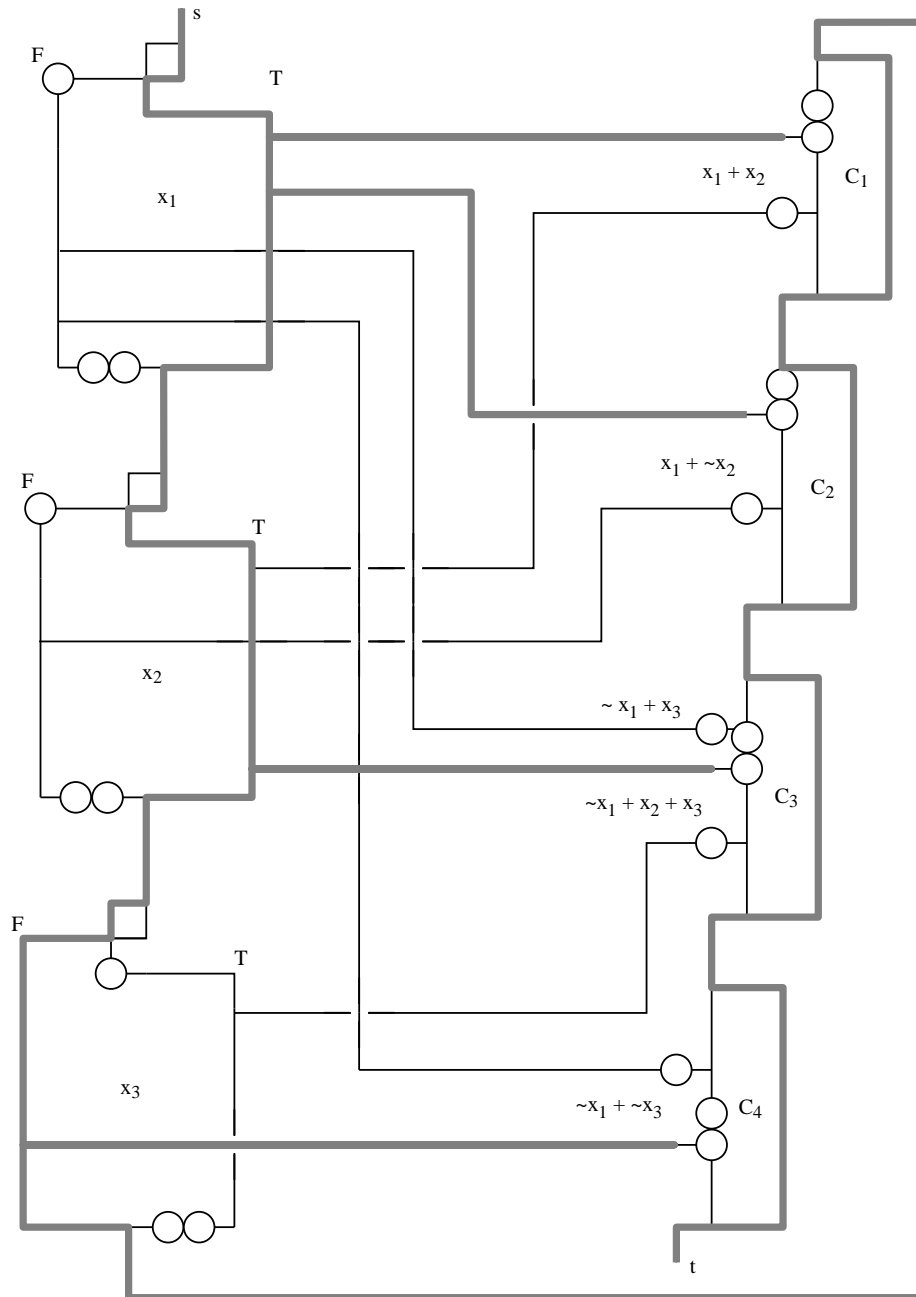 s
F
T
x1 + x2
C1
x1
F
x1 + ~x2
C2
T
x2
~ x1 + x3
C3
~x1 + x2 + x3
F
T
x3
~x1 + ~x3
C4
t